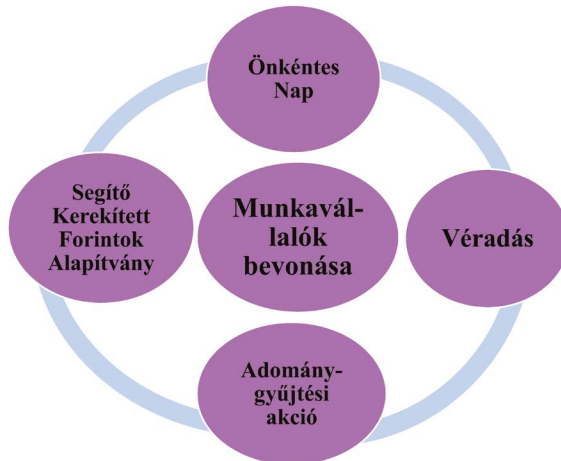 Önkéntes
Nap
Segítő
Kerekített
Forintok
Alapítvány
Munkavál-
lalók
bevonása
Véradás
Adomány-
gyűjtési
akció